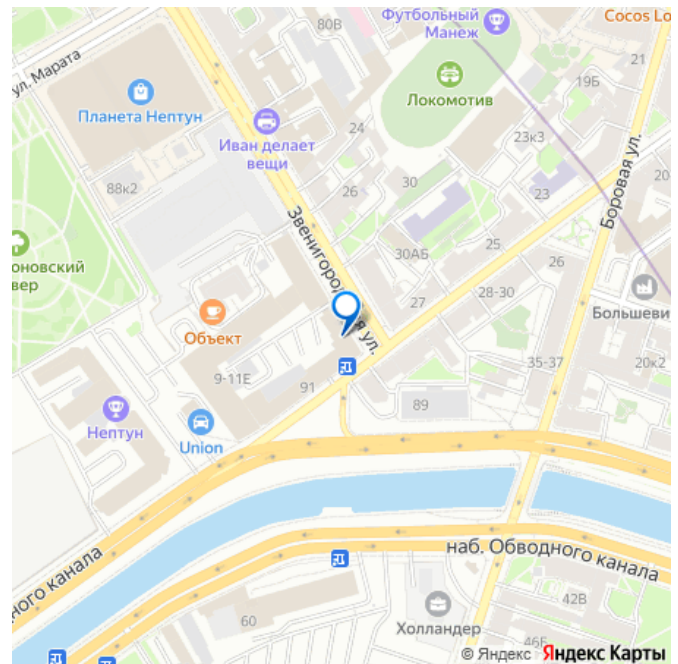 Футбольный
Манеж
Cocos Lo
80В
ул. Марата
21
19Б
Планета Нептун
Локомотив
Иван делает
вещи
24
23к3
Боровая ул.
88к2
26
30
23
20
Звенигородская ул.
30АБ
25
26
оновский
вер
27
28-30
Большеви
Объект
9-11Е
91
35-37
20к2
89
Нептун
Union
дного канала
наб. Обводного канала
60
42В
Холландер
46Б
© Яндекс Яндекс Карты